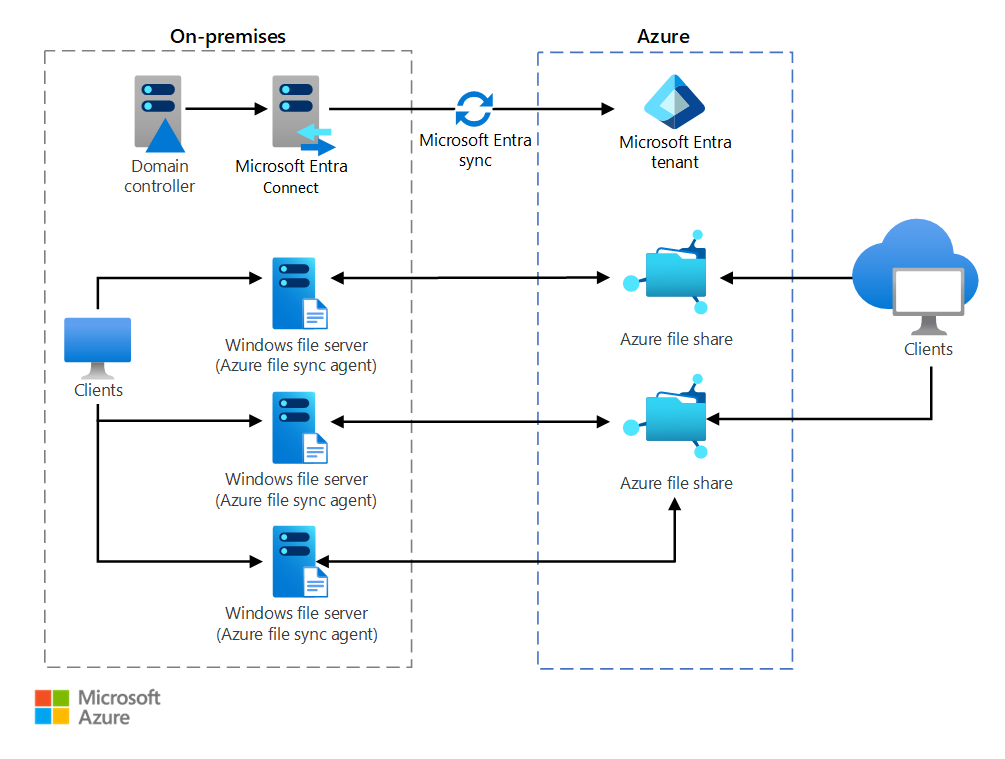 On-premises
Azure
Domain
controller
Microsoft Entra
Connect
Microsoft Entra
sync
Microsoft Entra
tenant
Windows file server
(Azure file sync agent)
Azure file share
Clients
Clients
Windows file server
(Azure file sync agent)
Azure file share
Windows file server
(Azure file sync agent)
Microsoft
Azure